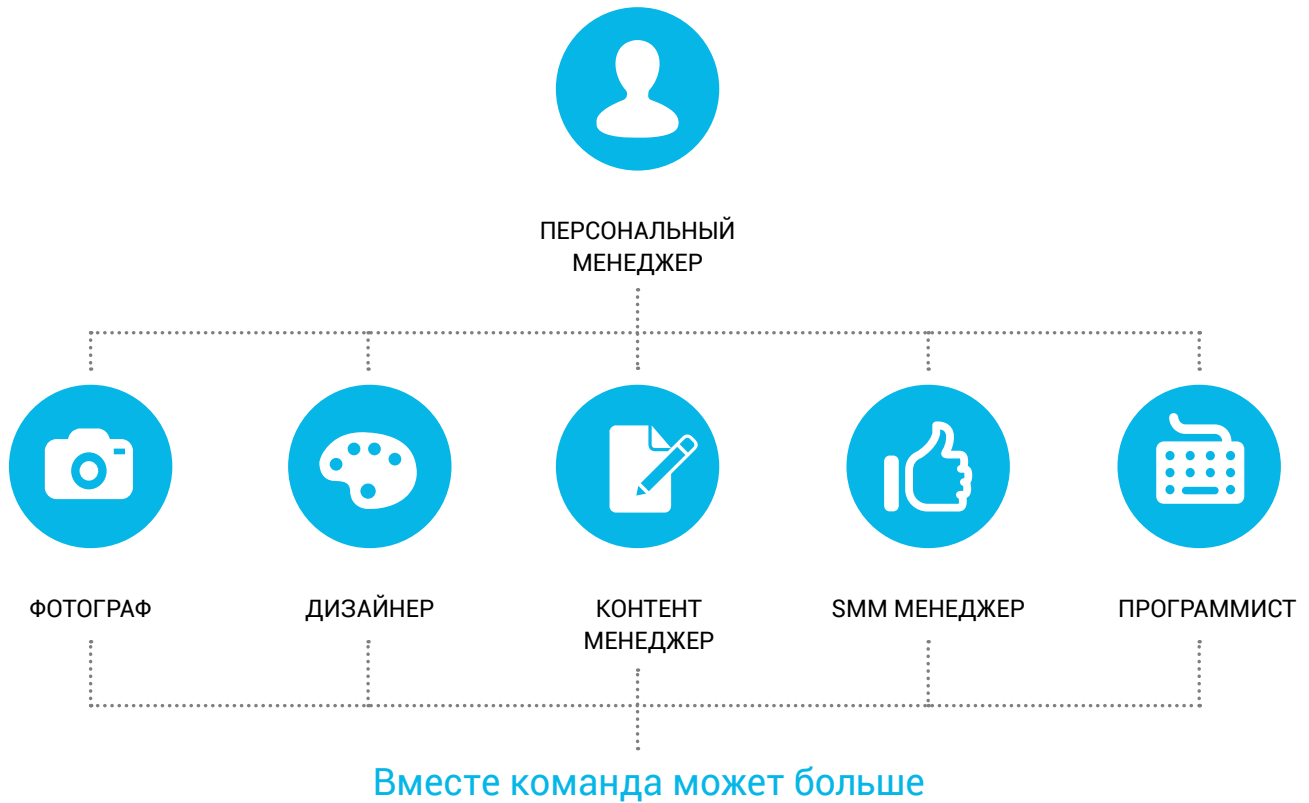 ПЕРСОНАЛЬНЫЙ
МЕНЕДЖЕР
ФОТОГРАФ
ДИЗАЙНЕР
КОНТЕНТ
МЕНЕДЖЕР
SMM МЕНЕДЖЕР
ПРОГРАММИСТ
Вместе команда может больше